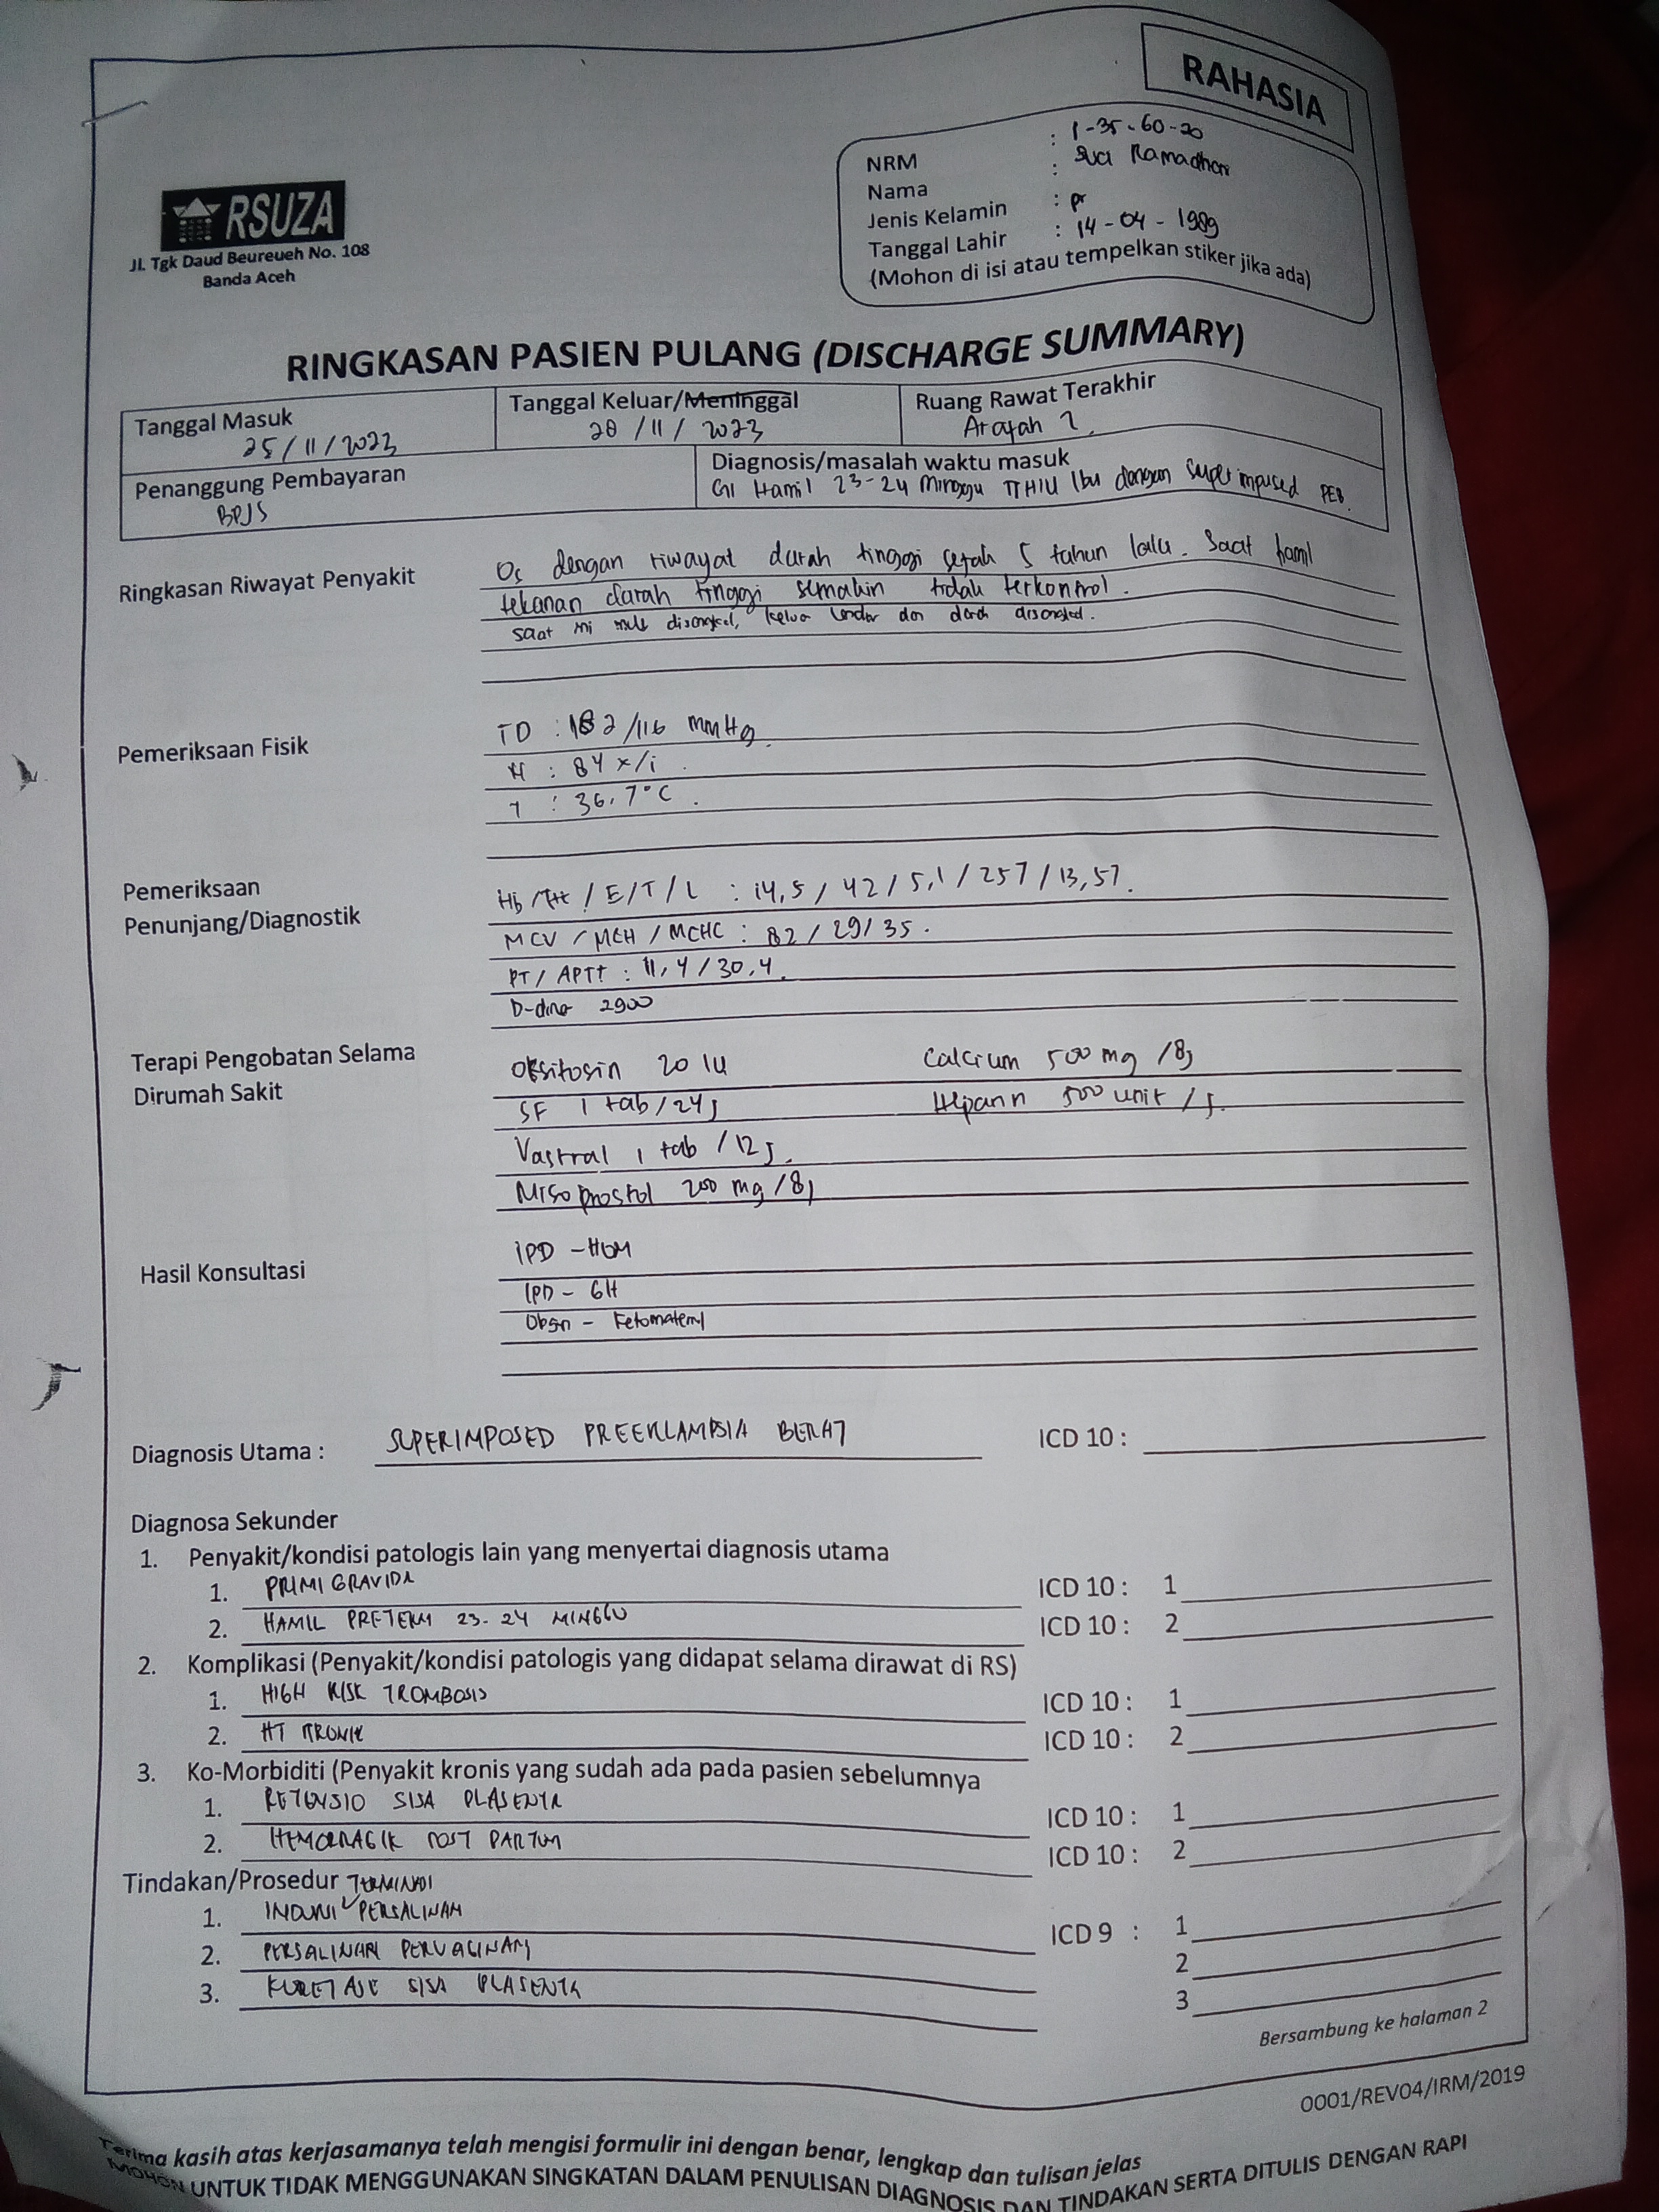 RAHASIA
NRM : 1-35-60-20
Nama : Suci Ramadhani
Jenis Kelamin : pr
Tanggal Lahir : 14-04-1989
(Mohon di isi atau tempelkan stiker jika ada)
RSUZA
Jl. Tgk Daud Beureueh No. 108
Banda Aceh
RINGKASAN PASIEN PULANG (DISCHARGE SUMMARY)
Tanggal Masuk
25/11/2023
Tanggal Keluar/Meninggal
28/11/2023
Ruang Rawat Terakhir
Arafah 2
Penanggung Pembayaran
BPJS
Diagnosis/masalah waktu masuk
G1 Hamil 23-24 Minggu Ibu dengan superimpused PEB.
Ringkasan Riwayat Penyakit
Os dengan riwayat darah tinggi sejak 5 tahun lalu. Saat hamil
tekanan darah tinggi semakin tidak terkontrol.
saat ini mules disangkal, keluar lendir dan darah disangkal.
Pemeriksaan Fisik
TD : 182/116 mmHg
N : 84 x/i
T : 36,7°C
Pemeriksaan
Penunjang/Diagnostik
Hb/Ht/E/T/L : 14,5/42/5,1/257/13,57
MCV/MCH/MCHC : 82/29/35.
PT/APTT : 11,4/30,4
D-dimer 2900
Terapi Pengobatan Selama
Dirumah Sakit
Oksitosin 20 IU
Calcium 500 mg /8j
SF 1 tab/24j
Heparin 500 unit /j.
Vastral 1 tab /12j.
Misoprostol 200 mg /8j
Hasil Konsultasi
IPD - HOM
IPD - GH
Obgin - Fetomaternal
Diagnosis Utama : SUPERIMPOSED PREEKLAMPSIA BERAT
ICD 10 :
Diagnosa Sekunder
1. Penyakit/kondisi patologis lain yang menyertai diagnosis utama
1. PRIMIGRAVIDA ICD 10 : 1
2. HAMIL PRETERM 23-24 MINGGU ICD 10 : 2
2. Komplikasi (Penyakit/kondisi patologis yang didapat selama dirawat di RS)
1. HIGH RISK TROMBOSIS ICD 10 : 1
2. HT KRONIK ICD 10 : 2
3. Ko-Morbiditi (Penyakit kronis yang sudah ada pada pasien sebelumnya
1. RETENSIO SISA PLASENTA ICD 10 : 1
2. HEMORRAGIK POST PARTUM ICD 10 : 2
Tindakan/Prosedur TERMINASI
1. INDUKSI PERSALINAN ICD 9 : 1
2. PERSALINAN PERVAGINAM 2
3. KURETASE SISA PLASENTA 3
Bersambung ke halaman 2
0001/REV04/IRM/2019
Terima kasih atas kerjasamanya telah mengisi formulir ini dengan benar, lengkap dan tulisan jelas
MOHON UNTUK TIDAK MENGGUNAKAN SINGKATAN DALAM PENULISAN DIAGNOSIS DAN TINDAKAN SERTA DITULIS DENGAN RAPI